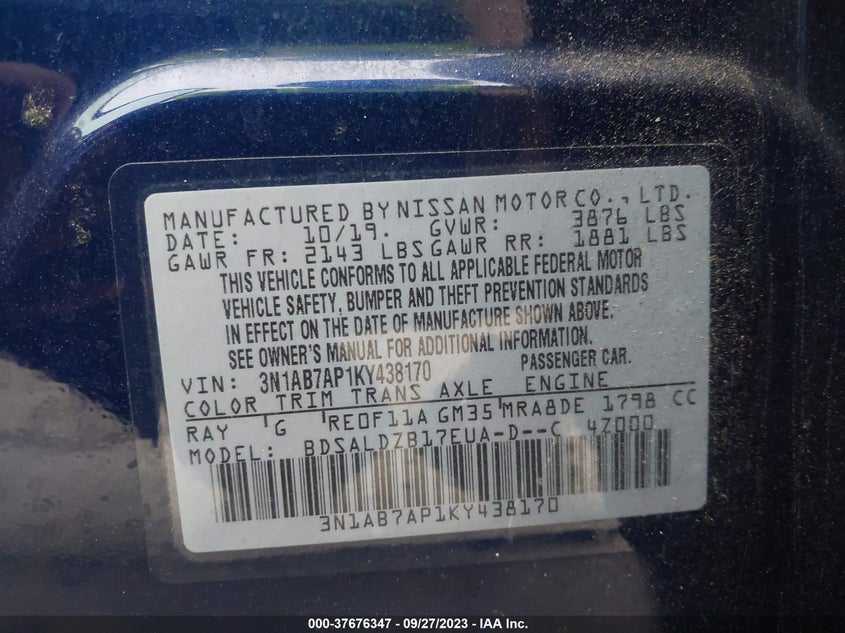 MANUFACTURED BY NISSAN MOTOR CO., LTD.
DATE: 10/19. GVWR: 3876 LBS
GAWR FR: 2143 LBS GAWR RR: 1881 LBS
THIS VEHICLE CONFORMS TO ALL APPLICABLE FEDERAL MOTOR
VEHICLE SAFETY, BUMPER AND THEFT PREVENTION STANDARDS
IN EFFECT ON THE DATE OF MANUFACTURE SHOWN ABOVE.
SEE OWNER'S MANUAL FOR ADDITIONAL INFORMATION.
VIN: 3N1AB7AP1KY438170 PASSENGER CAR.
COLOR TRIM TRANS AXLE ENGINE
RAY G RE0F11A GM35 MRA8DE 1798 CC
MODEL: BDSALDZB17EUA-D--C 4Z000
3N1AB7AP1KY438170
000-37676347 - 09/27/2023 - IAA Inc.